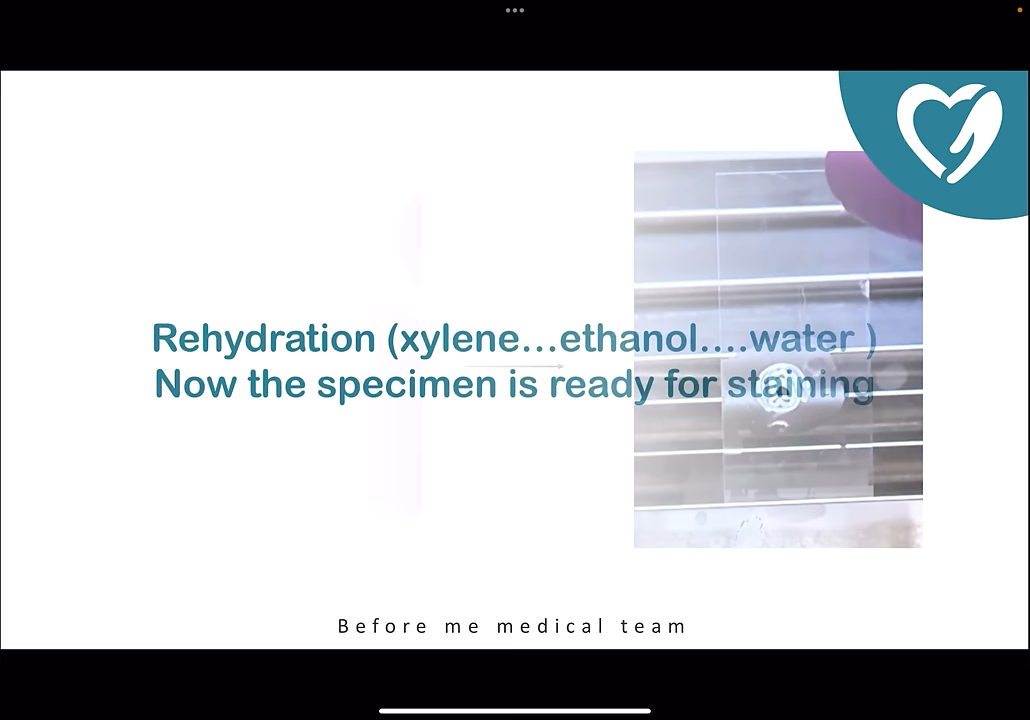 Rehydration (xylene...ethanol....water )
Now the specimen is ready for staining
Before me medical team